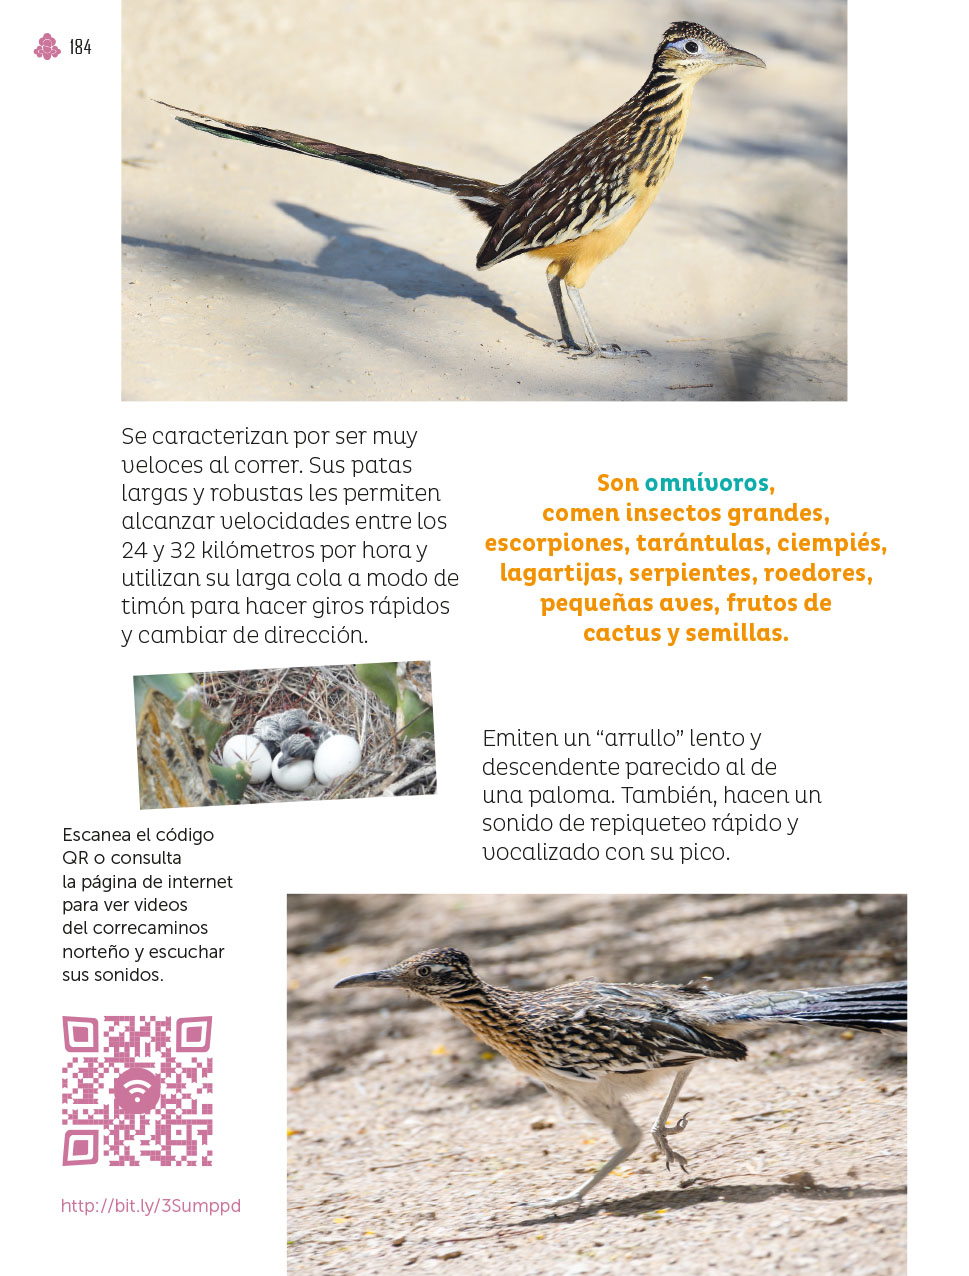 184
Se caracterizan por ser muy
veloces al correr. Sus patas
largas y robustas les permiten
alcanzar velocidades entre los
24 y 32 kilómetros por hora y
utilizan su larga cola a modo de
timón para hacer giros rápidos
y cambiar de dirección.
Son omnívoros,
comen insectos grandes,
escorpiones, tarántulas, ciempiés,
lagartijas, serpientes, roedores,
pequeñas aves, frutos de
cactus y semillas.
Emiten un “arrullo” lento y
descendente parecido al de
una paloma. También, hacen un
sonido de repiqueteo rápido y
vocalizado con su pico.
Escanea el código
QR o consulta
la página de internet
para ver videos
del correcaminos
norteño y escuchar
sus sonidos.
http://bit.ly/3Sumppd